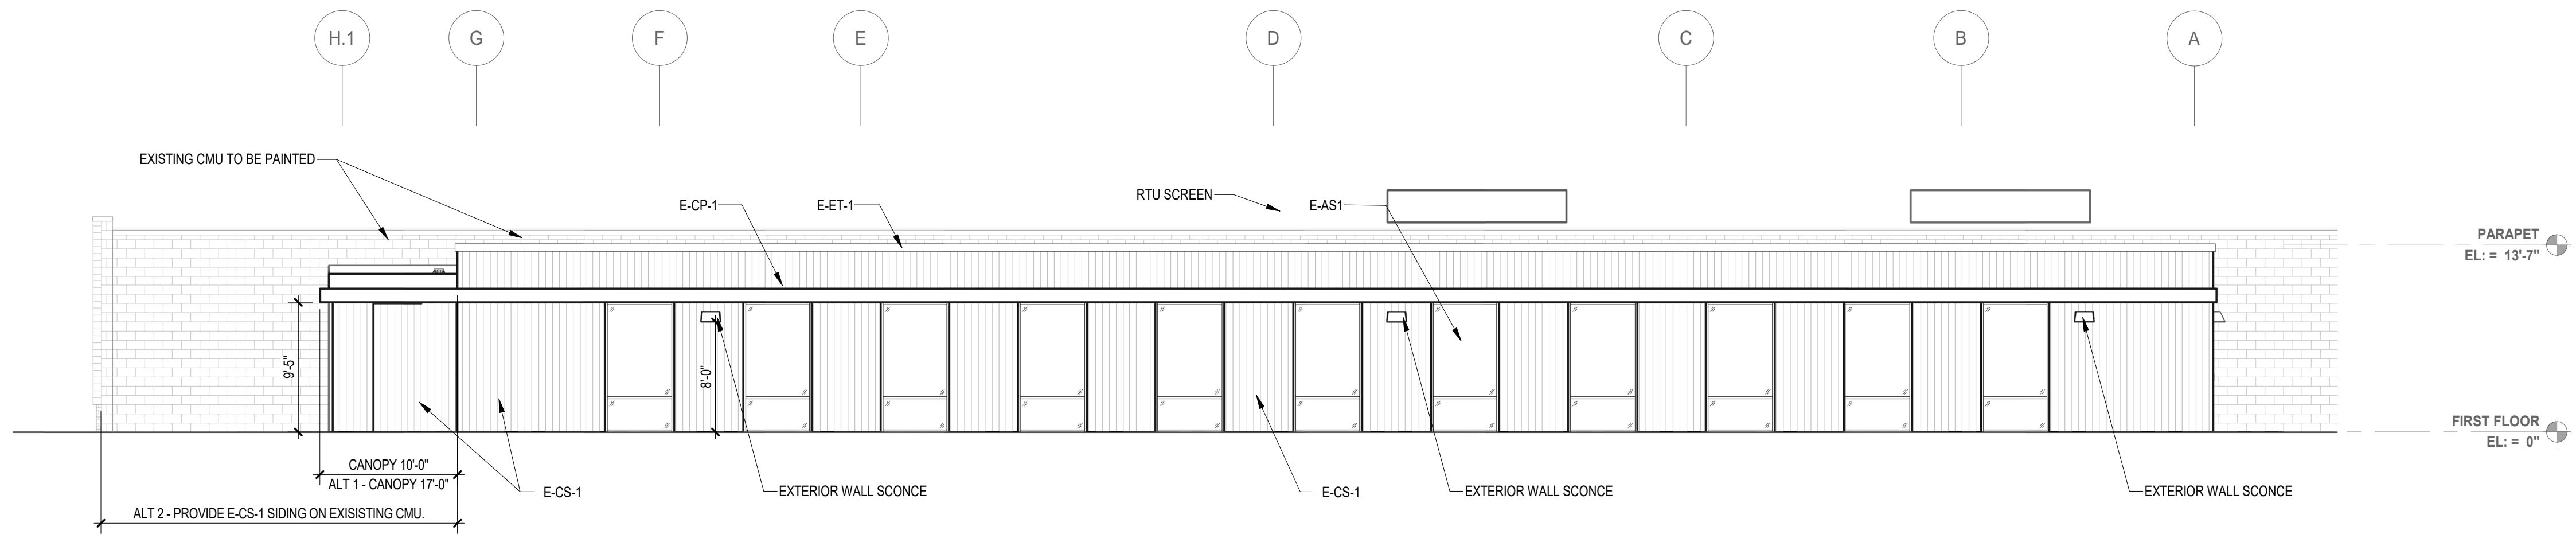 H.1
G
F
E
D
C
B
A
EXISTING CMU TO BE PAINTED
E-CP-1
E-ET-1
RTU SCREEN
E-AS1
PARAPET
EL: = 13'-7"
9'-5"
8'-0"
FIRST FLOOR
EL: = 0"
CANOPY 10'-0"
ALT 1 - CANOPY 17'-0"
E-CS-1
EXTERIOR WALL SCONCE
E-CS-1
EXTERIOR WALL SCONCE
EXTERIOR WALL SCONCE
ALT 2 - PROVIDE E-CS-1 SIDING ON EXISISTING CMU.